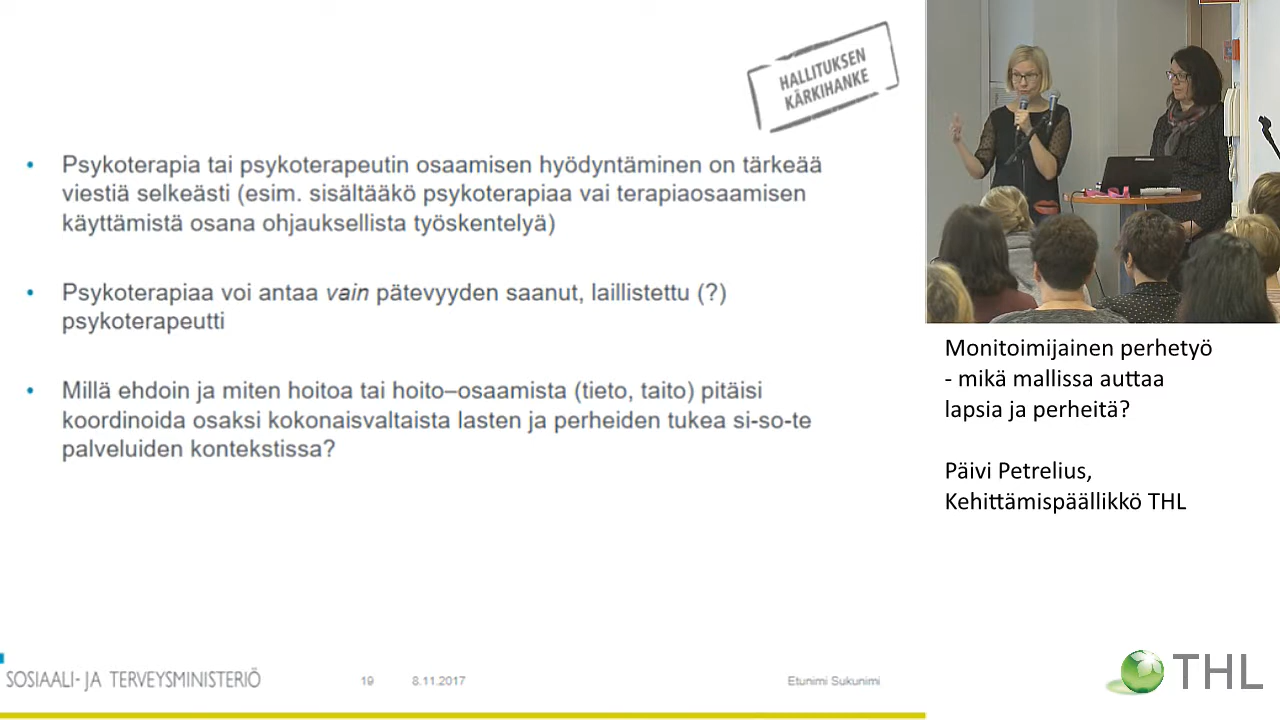 HALLITUKSEN
KÄRKIHANKE
• Psykoterapia tai psykoterapeutin osaamisen hyödyntäminen on tärkeää
viestiä selkeästi (esim. sisältääkö psykoterapiaa vai terapiaosaamisen
käyttämistä osana ohjauksellista työskentelyä)
• Psykoterapiaa voi antaa vain pätevyyden saanut, laillistettu (?)
psykoterapeutti
• Millä ehdoin ja miten hoitoa tai hoito–osaamista (tieto, taito) pitäisi
koordinoida osaksi kokonaisvaltaista lasten ja perheiden tukea si-so-te
palveluiden kontekstissa?
SOSIAALI- JA TERVEYSMINISTERIÖ
19
8.11.2017
Etunimi Sukunimi
Monitoimijainen perhetyö
- mikä mallissa auttaa
lapsia ja perheitä?
Päivi Petrelius,
Kehittämispäällikkö THL
THL